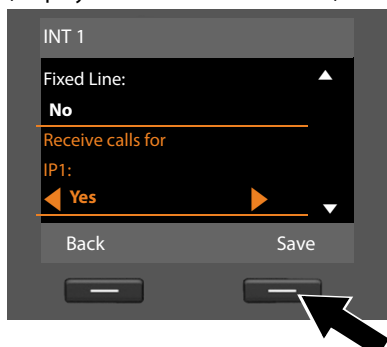 INT 1
Fixed Line:
No
Receive calls for
IP1:
Yes
Back Save